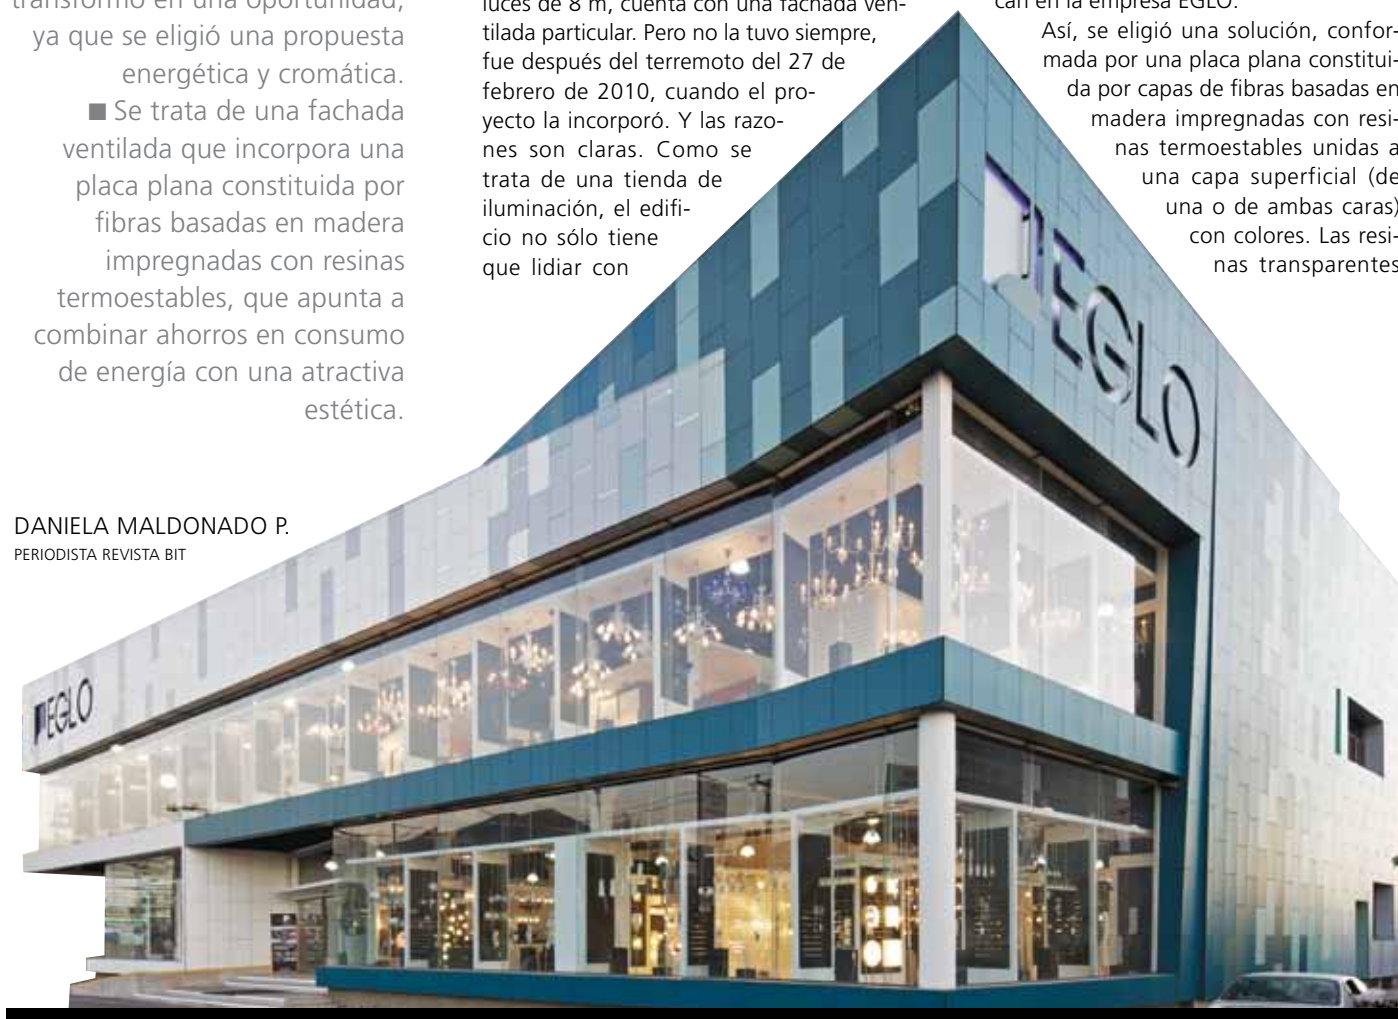 transformó en una oportunidad,
ya que se eligió una propuesta
energética y cromática.
■ Se trata de una fachada
ventilada que incorpora una
placa plana constituida por
fibras basadas en madera
impregnadas con resinas
termoestables, que apunta a
combinar ahorros en consumo
de energía con una atractiva
estética.
DANIELA MALDONADO P.
PERIODISTA REVISTA BIT
luces de 8 m, cuenta con una fachada ven-
tilada particular. Pero no la tuvo siempre,
fue después del terremoto del 27 de
febrero de 2010, cuando el pro-
yecto la incorporó. Y las razo-
nes son claras. Como se
trata de una tienda de
iluminación, el edifi-
cio no sólo tiene
que lidiar con
can en la empresa EGLO.
Así, se eligió una solución, confor-
mada por una placa plana constitui-
da por capas de fibras basadas en
madera impregnadas con resi-
nas termoestables unidas a
una capa superficial (de
una o de ambas caras)
con colores. Las resi-
nas transparentes
EGLO
EGLO